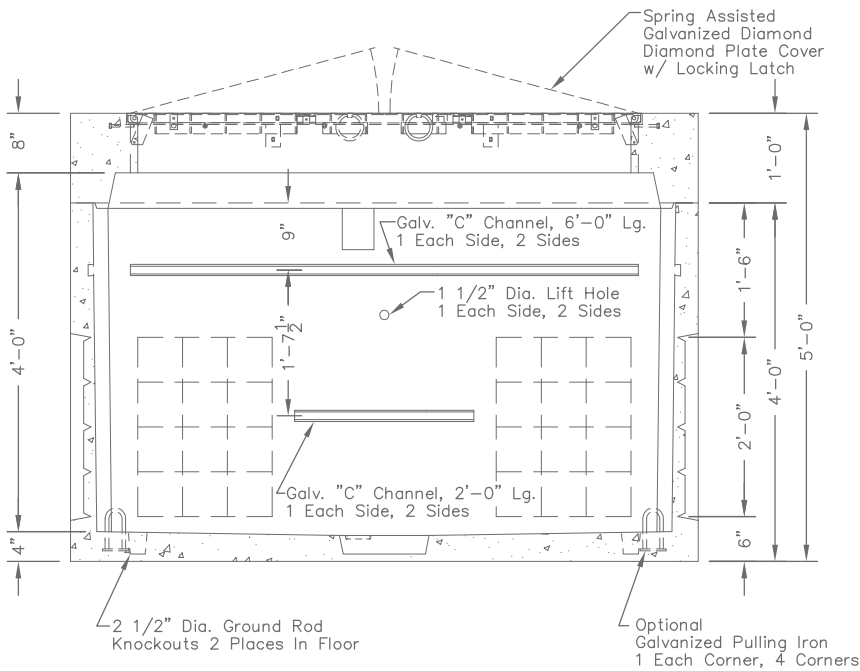 Spring Assisted
Galvanized Diamond
Diamond Plate Cover
w/ Locking Latch
8"
1'-0"
9"
Galv. "C" Channel, 6'-0" Lg.
1 Each Side, 2 Sides
1'-6"
1 1/2" Dia. Lift Hole
1 Each Side, 2 Sides
1'-7 1/2"
4'-0"
5'-0"
4'-0"
2'-0"
Galv. "C" Channel, 2'-0" Lg.
1 Each Side, 2 Sides
4"
6"
2 1/2" Dia. Ground Rod
Knockouts 2 Places In Floor
Optional
Galvanized Pulling Iron
1 Each Corner, 4 Corners